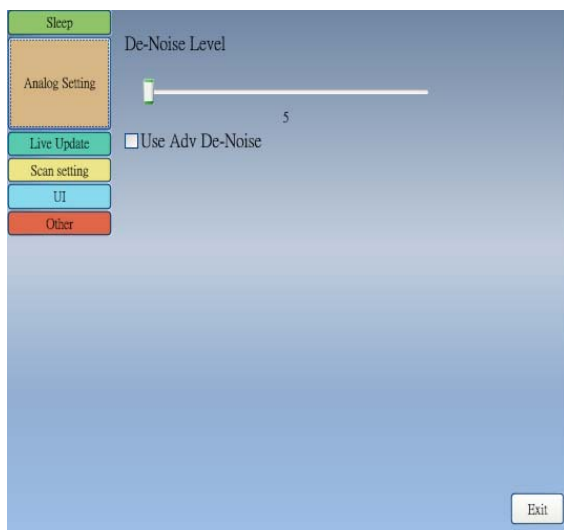 Sleep
De-Noise Level
Analog Setting
5
Live Update
Use Adv De-Noise
Scan setting
UI
Other
Exit